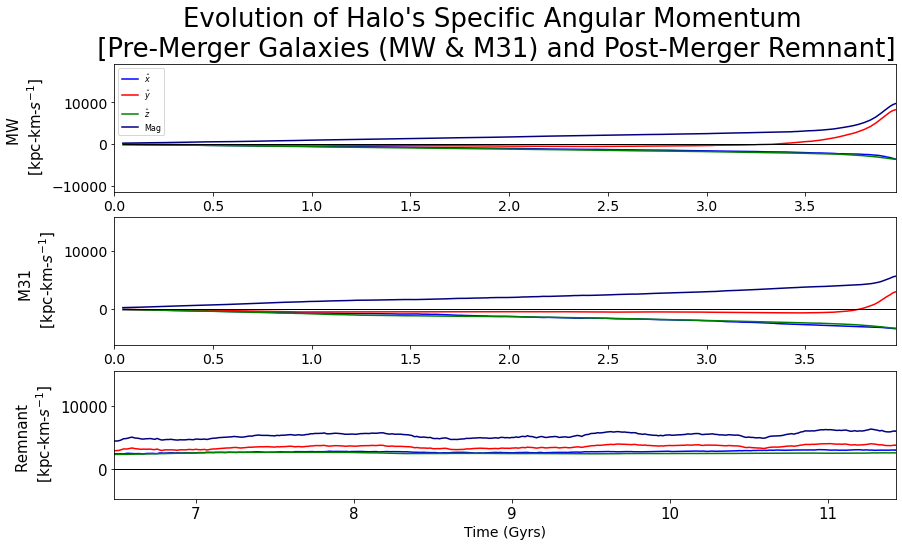 Evolution of Halo's Specific Angular Momentum
[Pre-Merger Galaxies (MW & M31) and Post-Merger Remnant]
MW
[kpc-km-$s^{-1}$]
10000
0
−10000
x̂
ŷ
ẑ
Mag
0.0 0.5 1.0 1.5 2.0 2.5 3.0 3.5
M31
[kpc-km-$s^{-1}$]
10000
0
0.0 0.5 1.0 1.5 2.0 2.5 3.0 3.5
Remnant
[kpc-km-$s^{-1}$]
10000
0
7 8 9 10 11
Time (Gyrs)